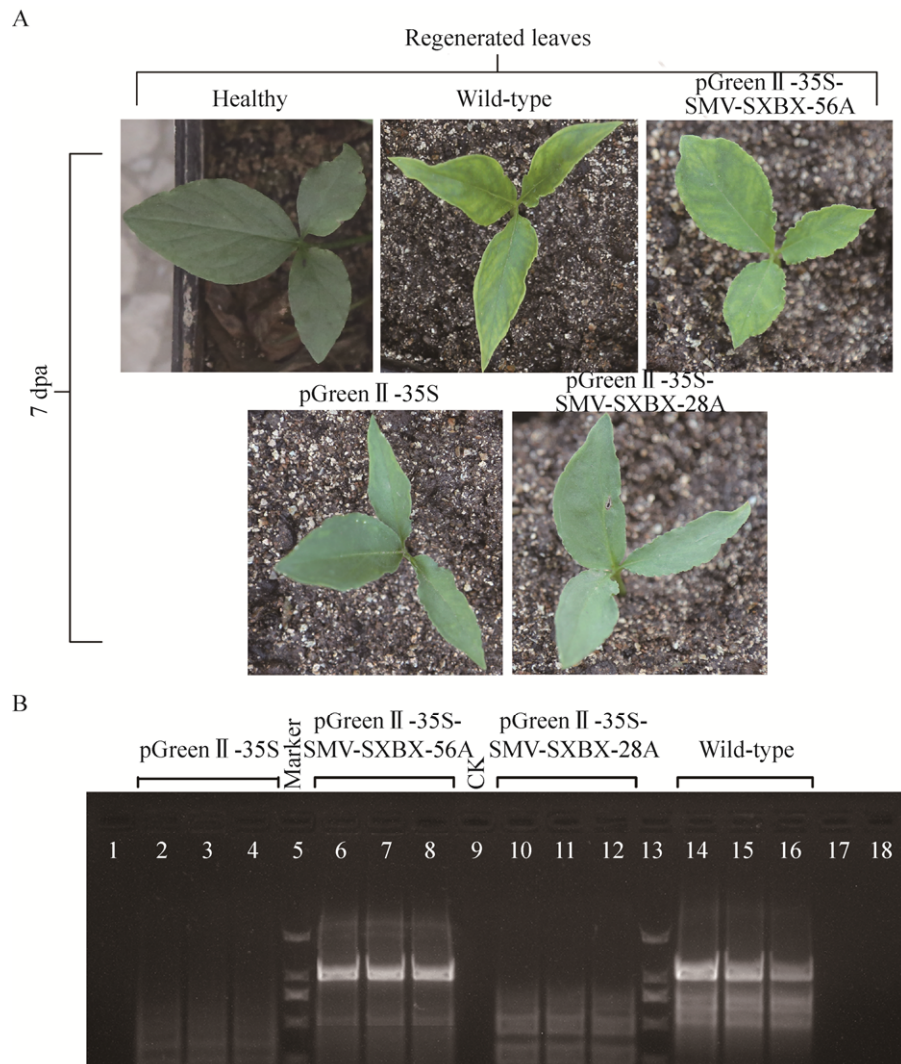 A
Regenerated leaves
Healthy
Wild-type
pGreen Ⅱ -35S-
SMV-SXBX-56A
7 dpa
pGreen Ⅱ -35S
pGreen Ⅱ -35S-
SMV-SXBX-28A
B
pGreen Ⅱ -35S
Marker
pGreen Ⅱ -35S-
SMV-SXBX-56A
CK
pGreen Ⅱ -35S-
SMV-SXBX-28A
Wild-type
1 2 3 4 5 6 7 8 9 10 11 12 13 14 15 16 17 18